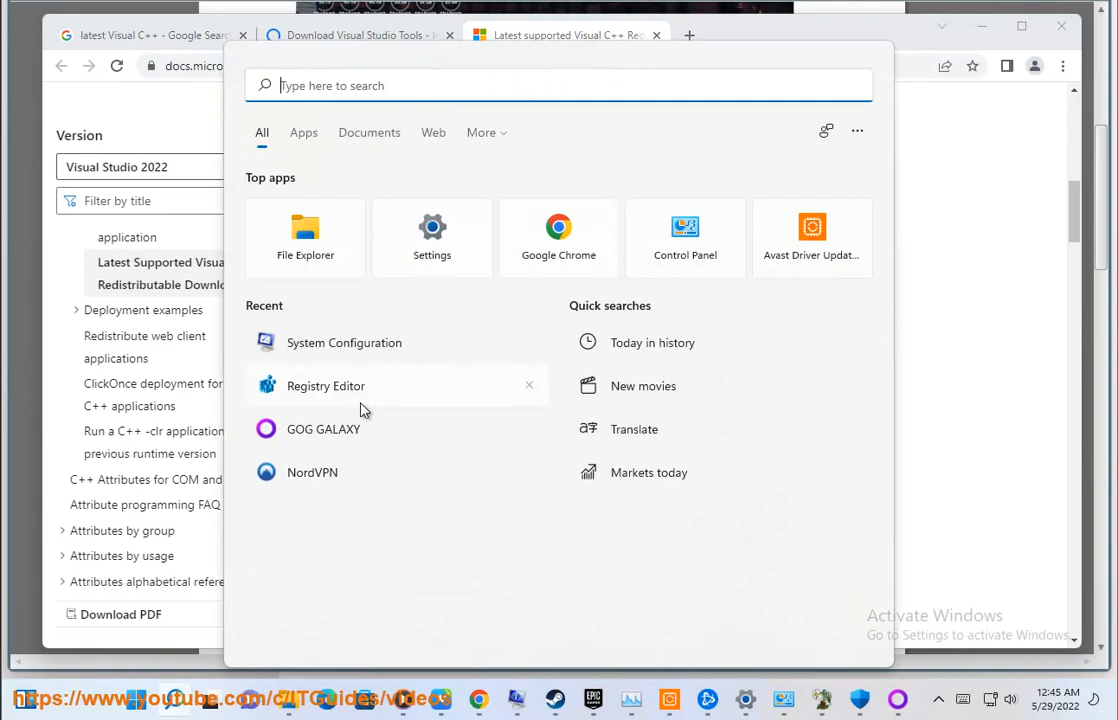 latest Visual C++ - Google Searc
Download Visual Studio Tools - I
Latest supported Visual C++ Red
docs.micro
Type here to search
Version
Visual Studio 2022
All
Apps
Documents
Web
More
Filter by title
Top apps
application
Latest Supported Visua
Redistributable Downlo
File Explorer
Settings
Google Chrome
Control Panel
Avast Driver Updat...
Deployment examples
Redistribute web client
applications
ClickOnce deployment for
C++ applications
Run a C++ -clr application
previous runtime version
C++ Attributes for COM and
Attribute programming FAQ
Attributes by group
Attributes by usage
Attributes alphabetical refere
Download PDF
Recent
System Configuration
Registry Editor
GOG GALAXY
NordVPN
Quick searches
Today in history
New movies
Translate
Markets today
Activate Windows
Go to Settings to activate Windows.
https://www.youtube.com/c/ITGuides/videos
EPIC
GAMES
12:45 AM
5/29/2022